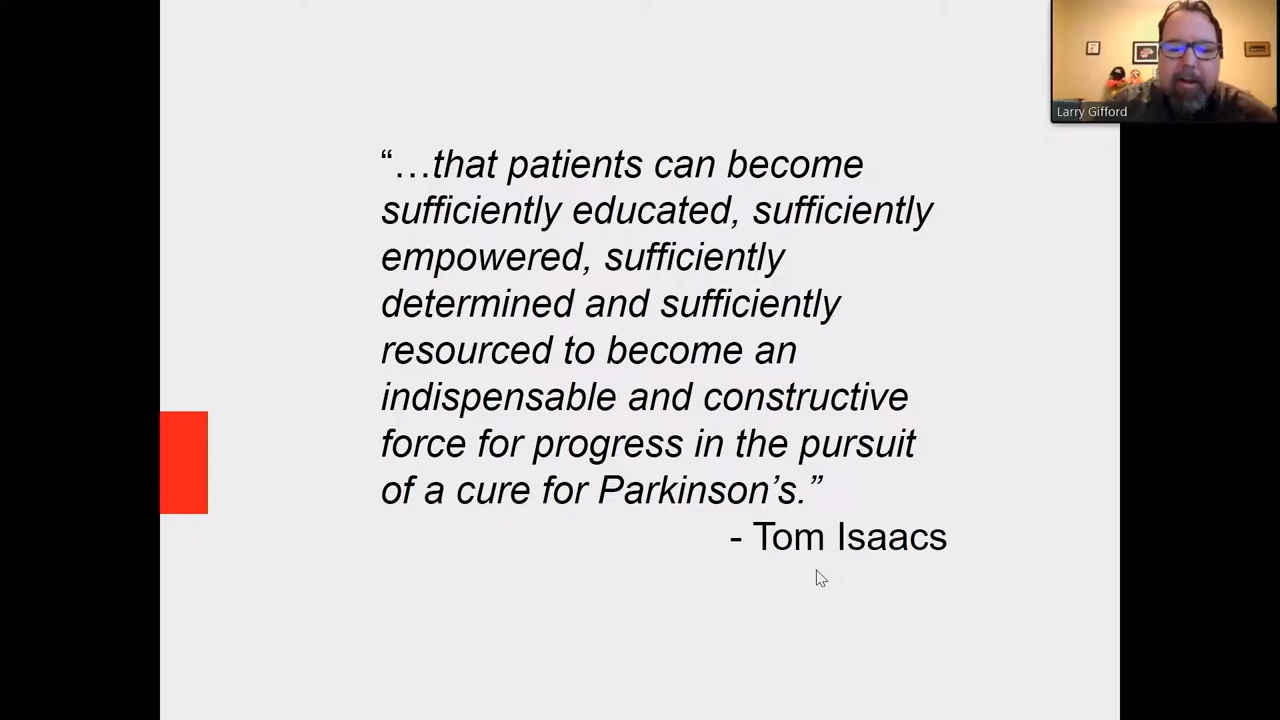 Larry Gifford
“…that patients can become
sufficiently educated, sufficiently
empowered, sufficiently
determined and sufficiently
resourced to become an
indispensable and constructive
force for progress in the pursuit
of a cure for Parkinson’s.”
- Tom Isaacs